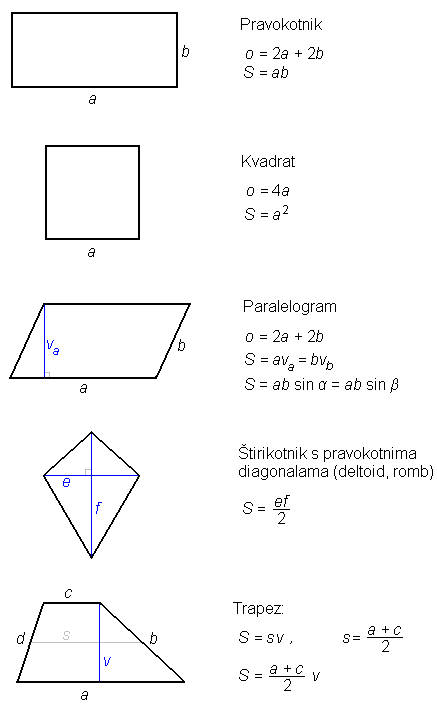 Pravokotnik
b
o = 2a + 2b
S = ab
a
Kvadrat
o = 4a
S = a²
a
Paralelogram
o = 2a + 2b
vₐ
b
S = avₐ = bv_b
a
S = ab sin α = ab sin β
Štirikotnik s pravokotnima
diagonalama (deltoid, romb)
e
f
S = ef/2
c
Trapez:
d
s
b
S = sv , s = (a + c)/2
v
S = (a + c)/2 v
a